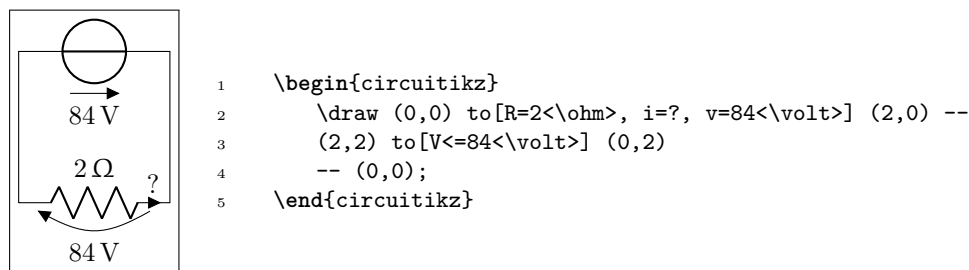 84 V
2 Ω
?
84 V
1 \begin{circuitikz}
2 \draw (0,0) to[R=2<\ohm>, i=?, v=84<\volt>] (2,0) --
3 (2,2) to[V<=84<\volt>] (0,2)
4 -- (0,0);
5 \end{circuitikz}